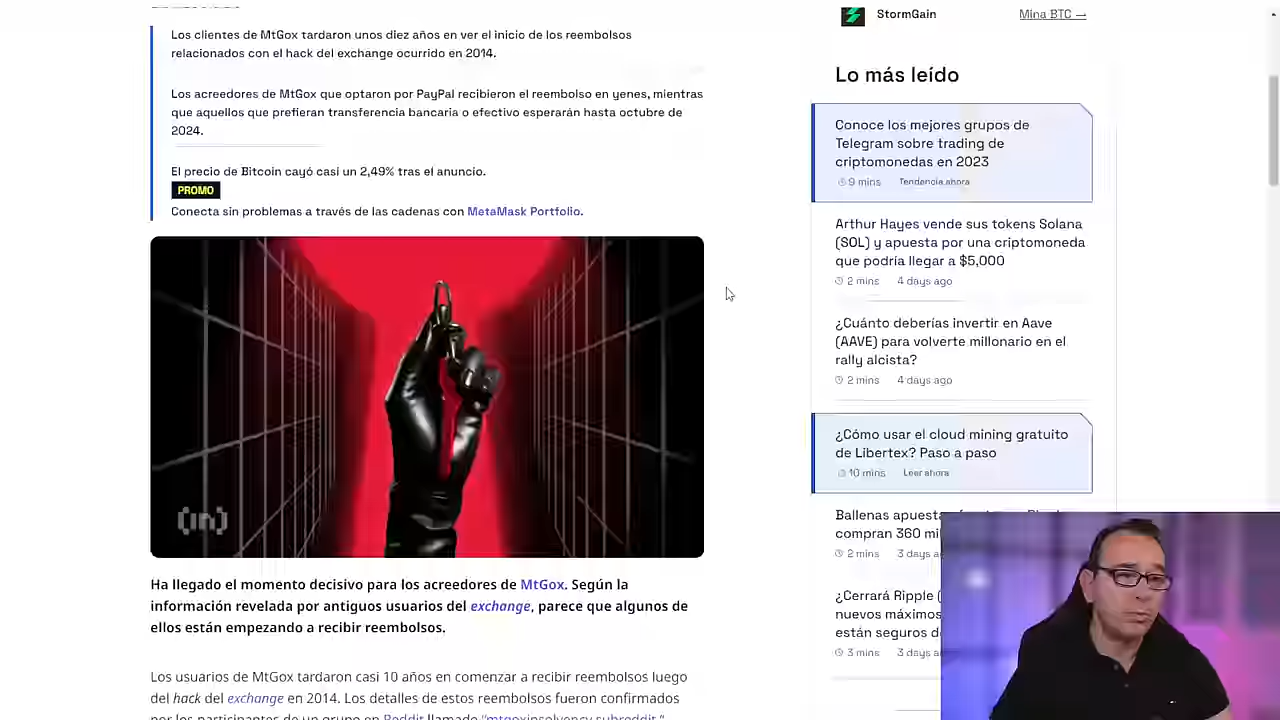 Los clientes de MtGox tardaron unos diez años en ver el inicio de los reembolsos
relacionados con el hack del exchange ocurrido en 2014.
Los acreedores de MtGox que optaron por PayPal recibieron el reembolso en yenes, mientras
que aquellos que prefieran transferencia bancaria o efectivo esperarán hasta octubre de
2024.
El precio de Bitcoin cayó casi un 2,49% tras el anuncio.
PROMO
Conecta sin problemas a través de las cadenas con MetaMask Portfolio.
(in)
Ha llegado el momento decisivo para los acreedores de MtGox. Según la
información revelada por antiguos usuarios del exchange, parece que algunos de
ellos están empezando a recibir reembolsos.
Los usuarios de MtGox tardaron casi 10 años en comenzar a recibir reembolsos luego
del hack del exchange en 2014. Los detalles de estos reembolsos fueron confirmados
por los participantes de un grupo en Reddit llamado "mtgoxinsolvency subreddit."
StormGain
Mina BTC →
Lo más leído
Conoce los mejores grupos de
Telegram sobre trading de
criptomonedas en 2023
9 mins Tendencia ahora
Arthur Hayes vende sus tokens Solana
(SOL) y apuesta por una criptomoneda
que podría llegar a $5,000
2 mins 4 days ago
¿Cuánto deberías invertir en Aave
(AAVE) para volverte millonario en el
rally alcista?
2 mins 4 days ago
¿Cómo usar el cloud mining gratuito
de Libertex? Paso a paso
10 mins Leer ahora
Ballenas
compran 360
2 mins 3 days
¿Cerrará Ripple
nuevos máximos
están seguros
3 mins 3 days